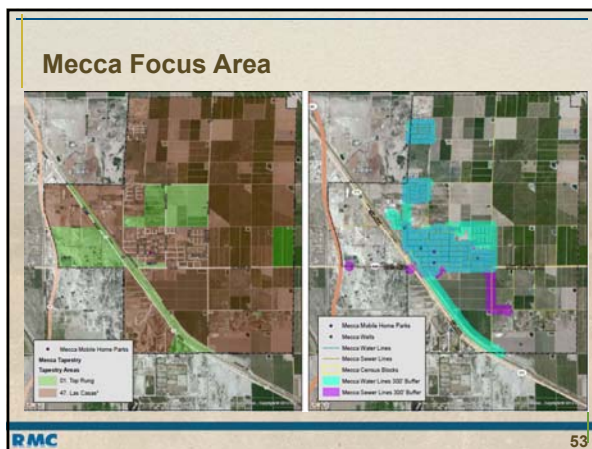 Mecca Focus Area
Mecca Mobile Home Parks
Mecca Tapestry
Tapestry Areas
01: Top Rung
47: Las Casas*
Mecca Mobile Home Parks
Mecca Wells
Mecca Water Lines
Mecca Sewer Lines
Mecca Census Blocks
Mecca Water Lines 300' Buffer
Mecca Sewer Lines 300' Buffer
RMC
53